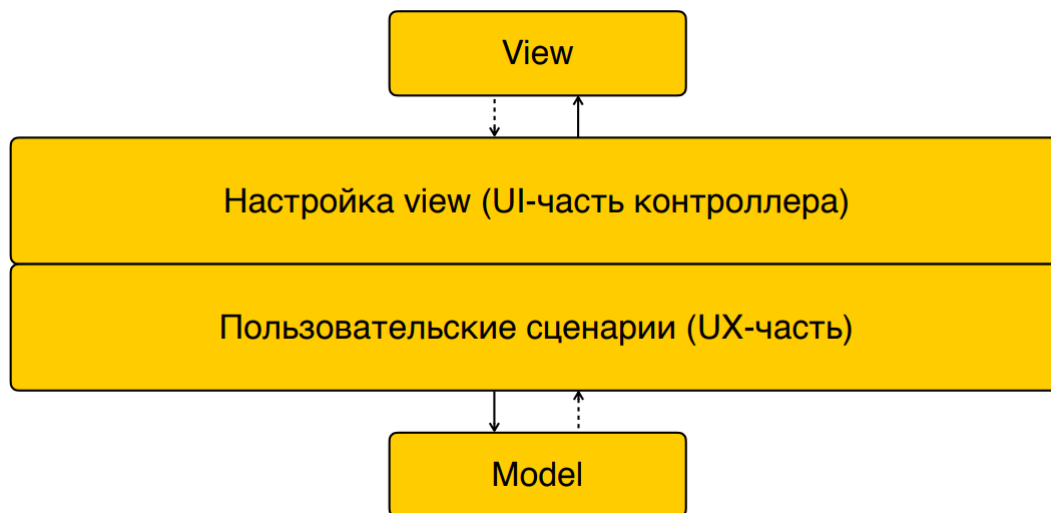 View
Настройка view (UI-часть контроллера)
Пользовательские сценарии (UX-часть)
Model